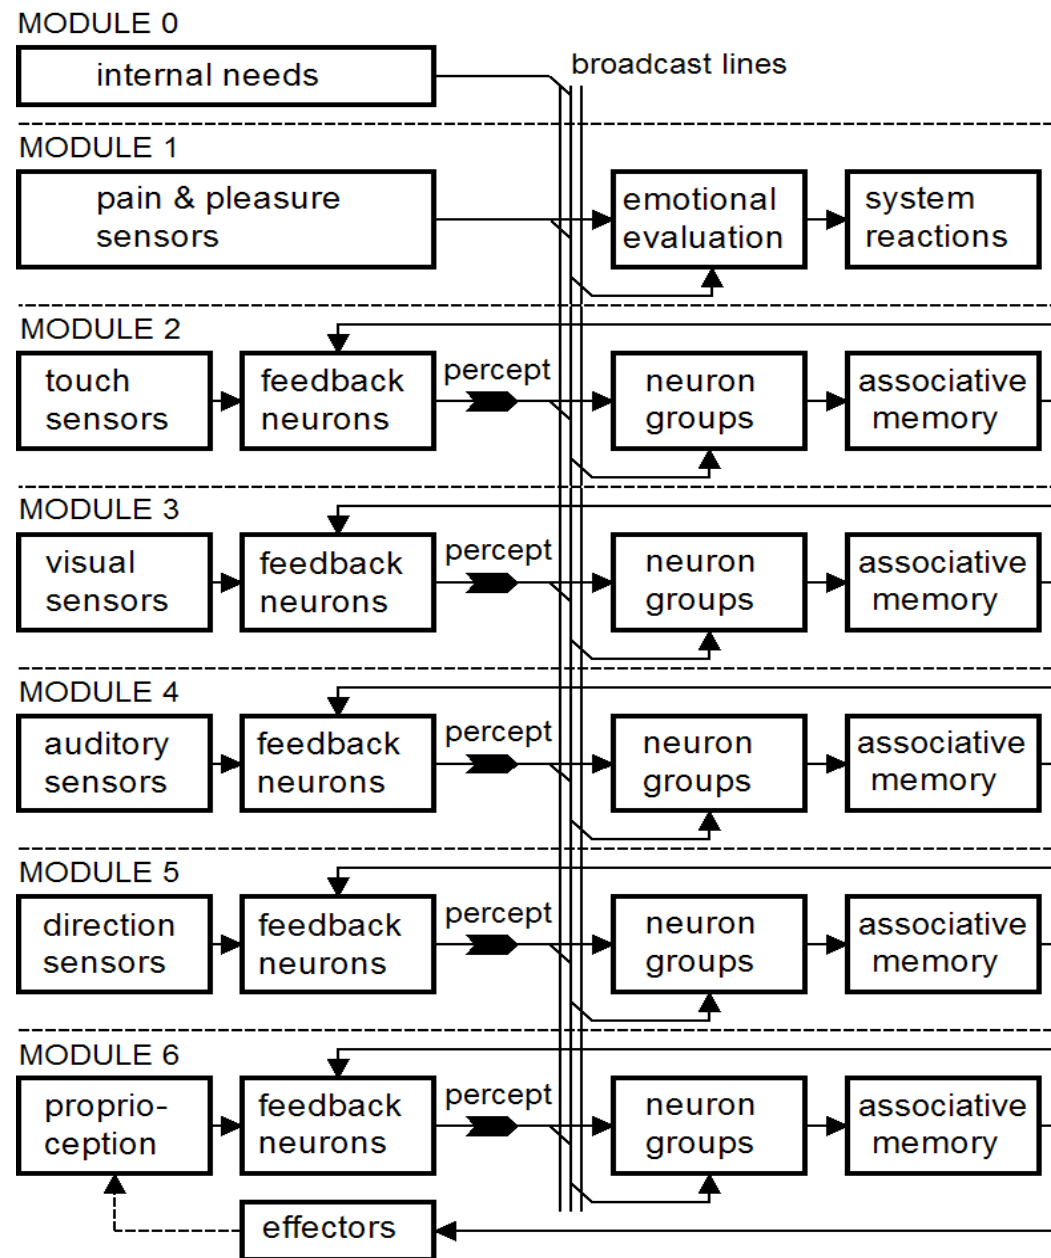 MODULE 0
internal needs
broadcast lines
MODULE 1
pain & pleasure
sensors
emotional
evaluation
system
reactions
MODULE 2
touch
sensors
feedback
neurons
percept
neuron
groups
associative
memory
MODULE 3
visual
sensors
feedback
neurons
percept
neuron
groups
associative
memory
MODULE 4
auditory
sensors
feedback
neurons
percept
neuron
groups
associative
memory
MODULE 5
direction
sensors
feedback
neurons
percept
neuron
groups
associative
memory
MODULE 6
proprio-
ception
feedback
neurons
percept
neuron
groups
associative
memory
effectors